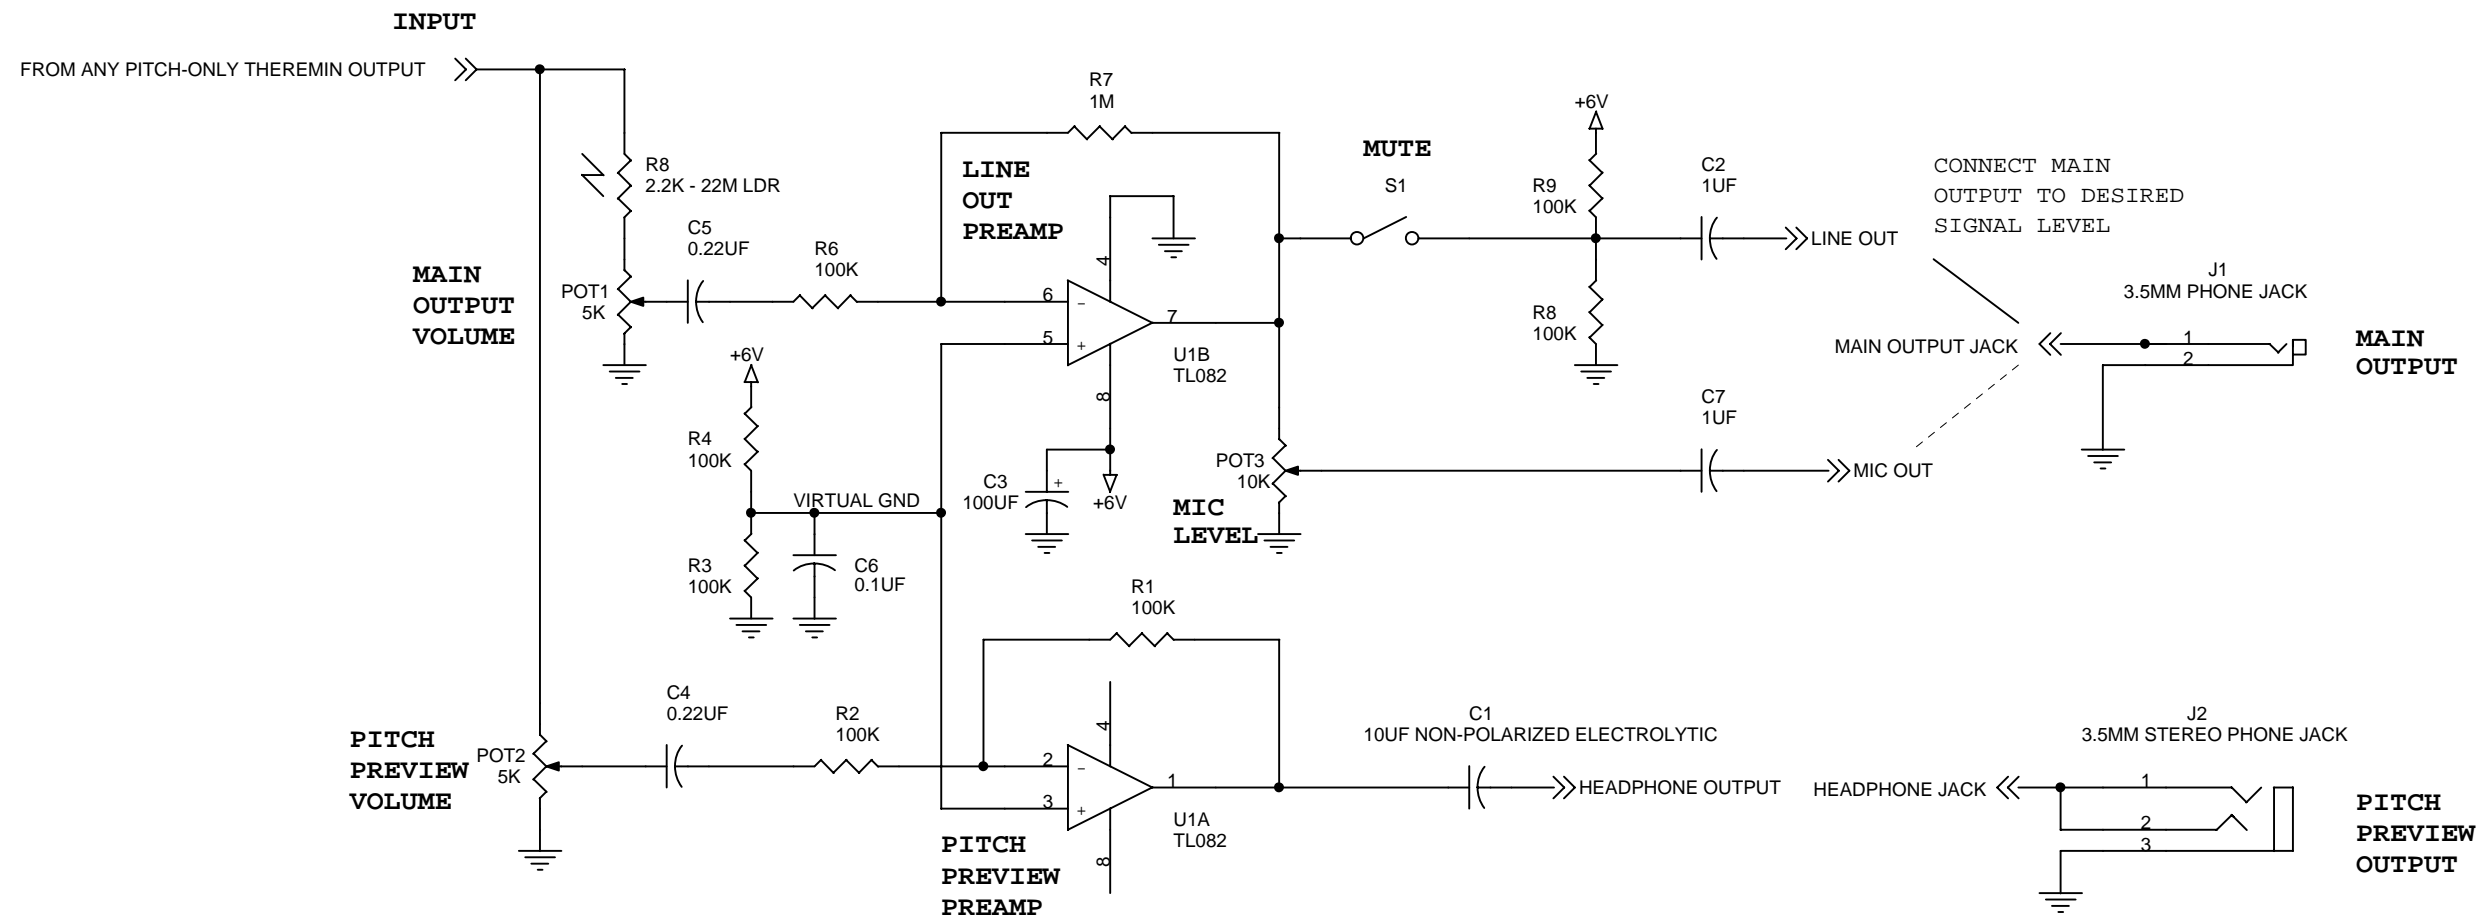 INPUT
FROM ANY PITCH-ONLY THEREMIN OUTPUT
R8
2.2K - 22M LDR
MAIN
OUTPUT
VOLUME
POT1
5K
C5
0.22UF
R6
100K
R7
1M
LINE
OUT
PREAMP
4
6
5
7
8
-
+
U1B
TL082
+6V
R4
100K
VIRTUAL GND
R3
100K
C6
0.1UF
C3
100UF
+
+6V
POT3
10K
MIC
LEVEL
MUTE
S1
+6V
R9
100K
R8
100K
C2
1UF
LINE OUT
C7
1UF
MIC OUT
CONNECT MAIN
OUTPUT TO DESIRED
SIGNAL LEVEL
MAIN OUTPUT JACK
J1
3.5MM PHONE JACK
1
2
MAIN
OUTPUT
PITCH
PREVIEW
VOLUME
POT2
5K
C4
0.22UF
R2
100K
R1
100K
4
2
3
1
8
-
+
U1A
TL082
PITCH
PREVIEW
PREAMP
C1
10UF NON-POLARIZED ELECTROLYTIC
HEADPHONE OUTPUT
HEADPHONE JACK
J2
3.5MM STEREO PHONE JACK
1
2
3
PITCH
PREVIEW
OUTPUT